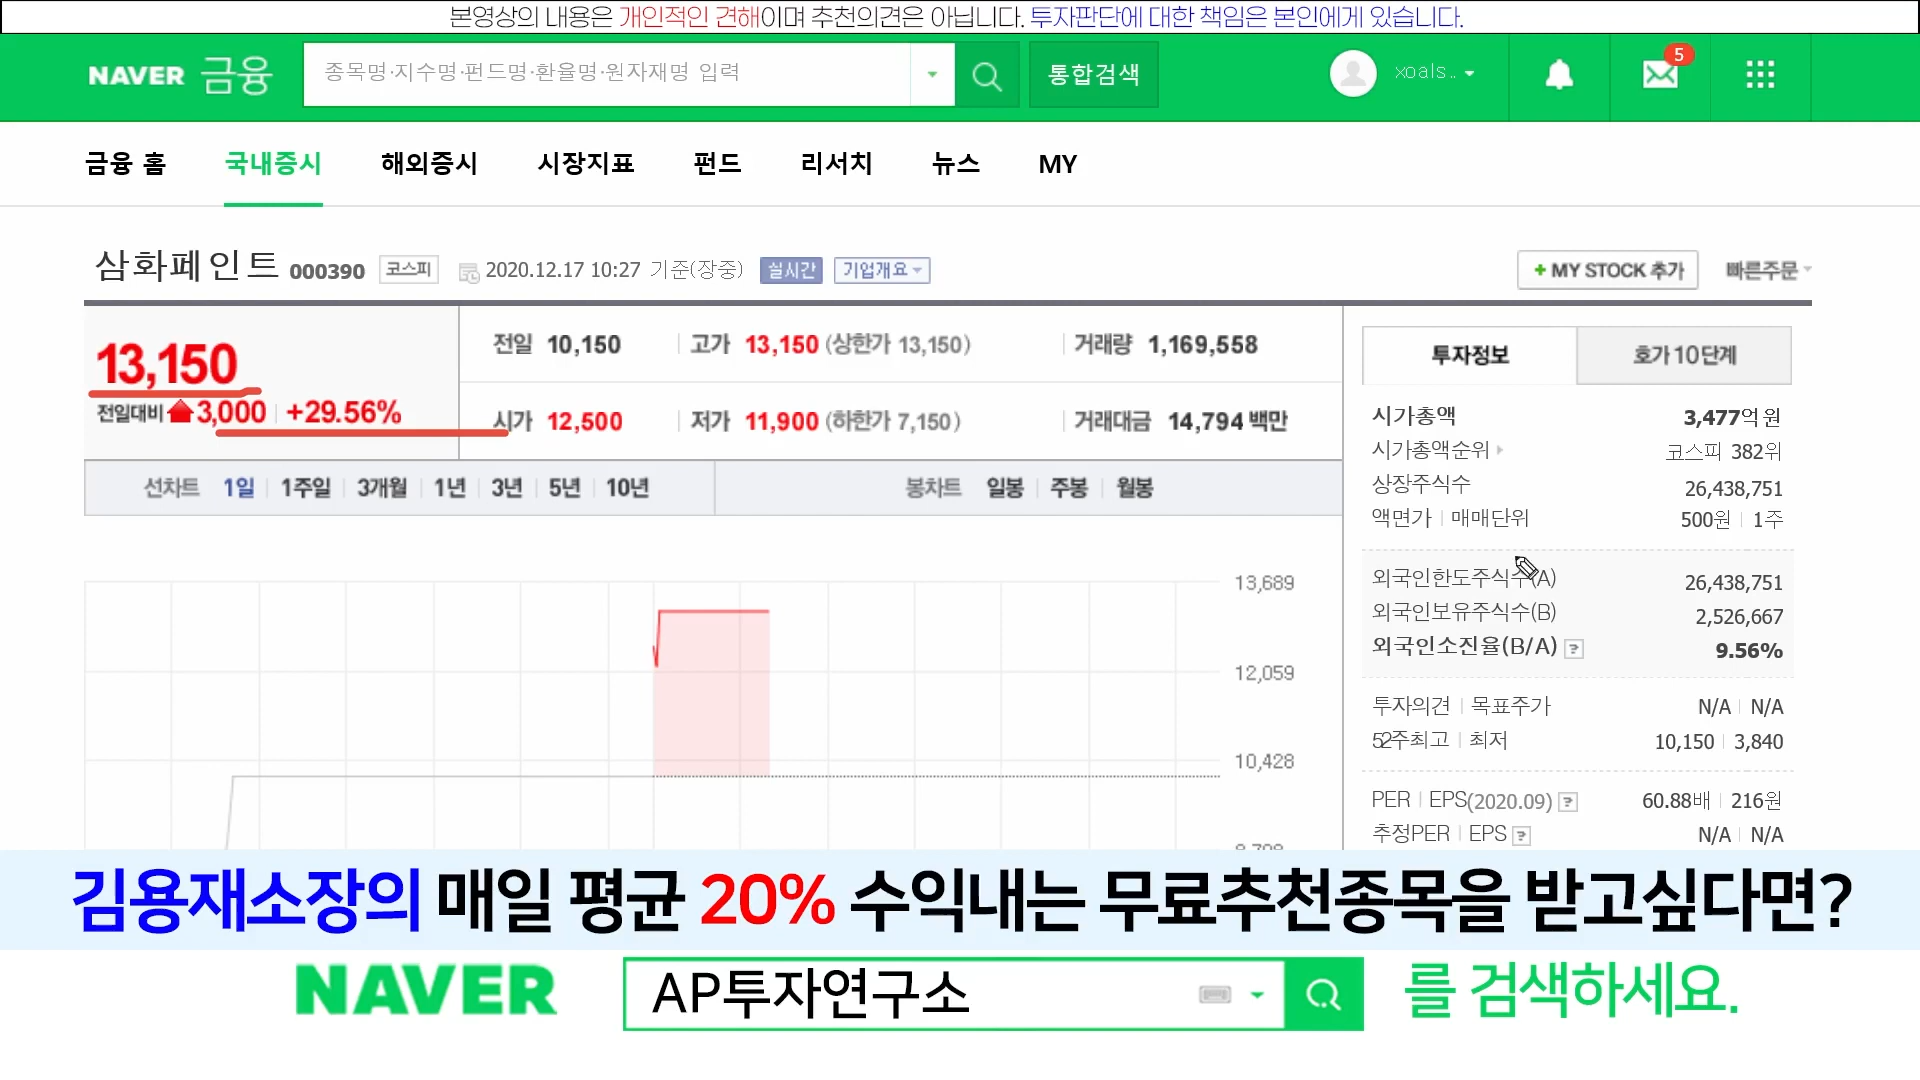 본영상의 내용은 개인적인 견해이며 추천의견은 아닙니다. 투자판단에 대한 책임은 본인에게 있습니다.
NAVER 금융 종목명·지수명·펀드명·환율명·원자재명 입력 통합검색 xoals.. 5
금융 홈 국내증시 해외증시 시장지표 펀드 리서치 뉴스 MY
삼화페인트 000390 코스피 2020.12.17 10:27 기준(장중) 실시간 기업개요 + MY STOCK 추가 빠른주문
13,150
전일대비 3,000 +29.56%
전일 10,150 고가 13,150 (상한가 13,150) 거래량 1,169,558
시가 12,500 저가 11,900 (하한가 7,150) 거래대금 14,794 백만
선차트 1일 1주일 3개월 1년 3년 5년 10년 봉차트 일봉 주봉 월봉
13,689
12,059
10,428
투자정보 호가 10단계
시가총액 3,477억원
시가총액순위 코스피 382위
상장주식수 26,438,751
액면가 매매단위 500원 1주
외국인한도주식수(A) 26,438,751
외국인보유주식수(B) 2,526,667
외국인소진율(B/A) ? 9.56%
투자의견 목표주가 N/A N/A
52주최고 최저 10,150 3,840
PER EPS(2020.09) ? 60.88배 216원
추정PER EPS ? N/A N/A
김용재소장의 매일 평균 20% 수익내는 무료추천종목을 받고싶다면?
NAVER AP투자연구소 를 검색하세요.